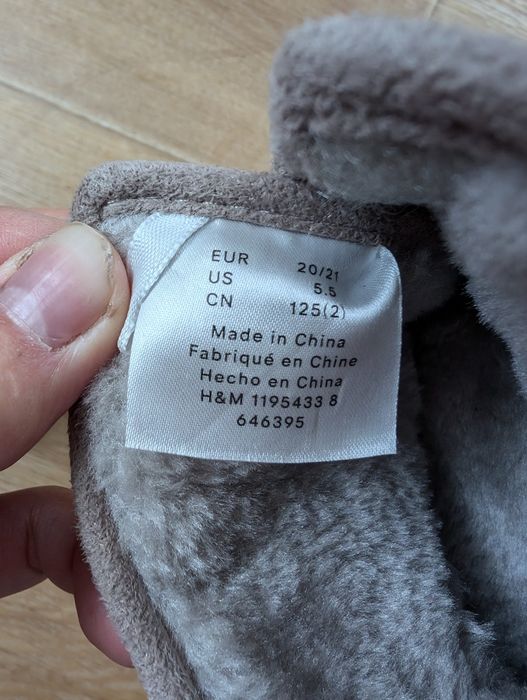 EUR 20/21
US 5.5
CN 125(2)
Made in China
Fabriqué en Chine
Hecho en China
H&M 1195433 8
646395